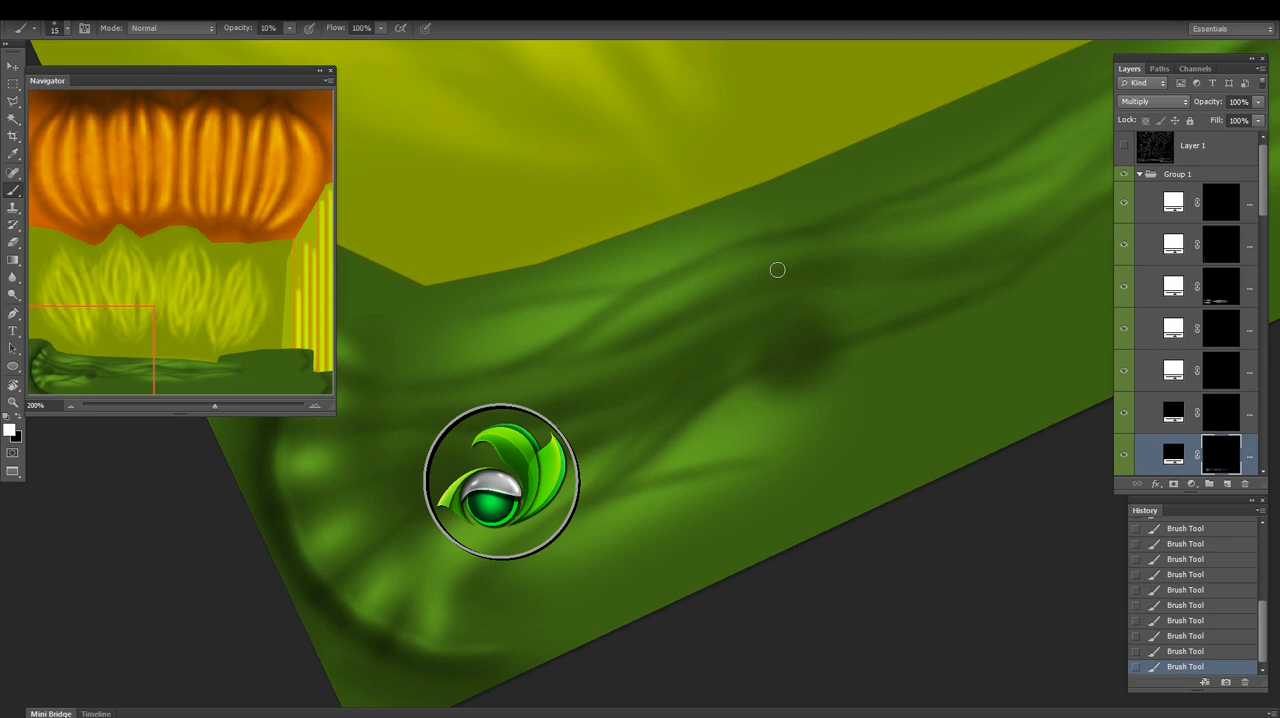 15 Mode: Normal Opacity: 10% Flow: 100% Essentials
Navigator
200%
Layers Paths Channels
Kind
Multiply Opacity: 100%
Lock: Fill: 100%
Layer 1
Group 1
History
Brush Tool
Brush Tool
Brush Tool
Brush Tool
Brush Tool
Brush Tool
Brush Tool
Brush Tool
Brush Tool
Brush Tool
Mini Bridge Timeline